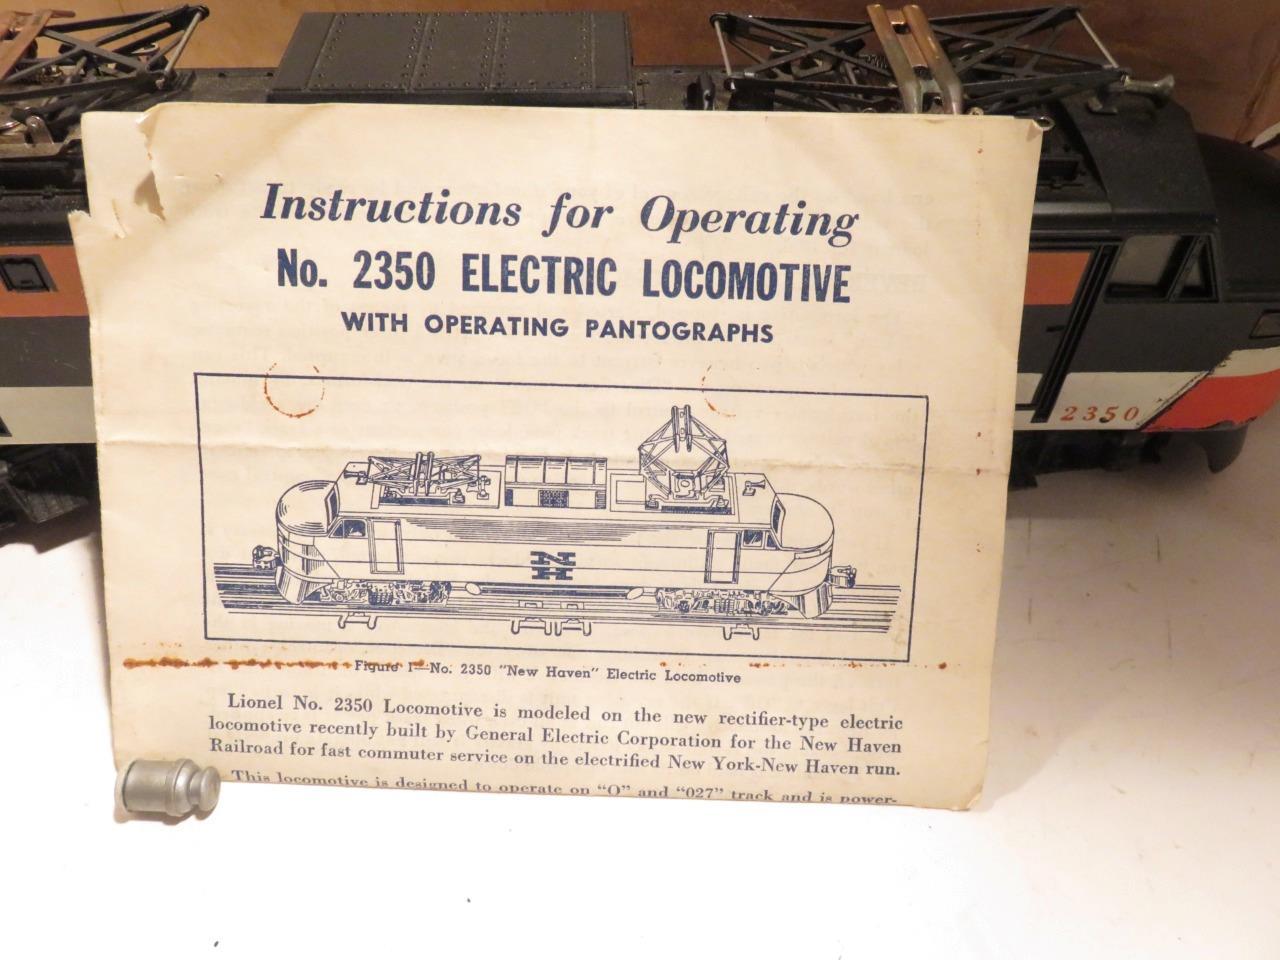 Instructions for Operating
No. 2350 ELECTRIC LOCOMOTIVE
WITH OPERATING PANTOGRAPHS
NH
Figure 1—No. 2350 "New Haven" Electric Locomotive
Lionel No. 2350 Locomotive is modeled on the new rectifier-type electric
locomotive recently built by General Electric Corporation for the New Haven
Railroad for fast commuter service on the electrified New York-New Haven run.
This locomotive is designed to operate on "O" and "027" track and is power-
2350